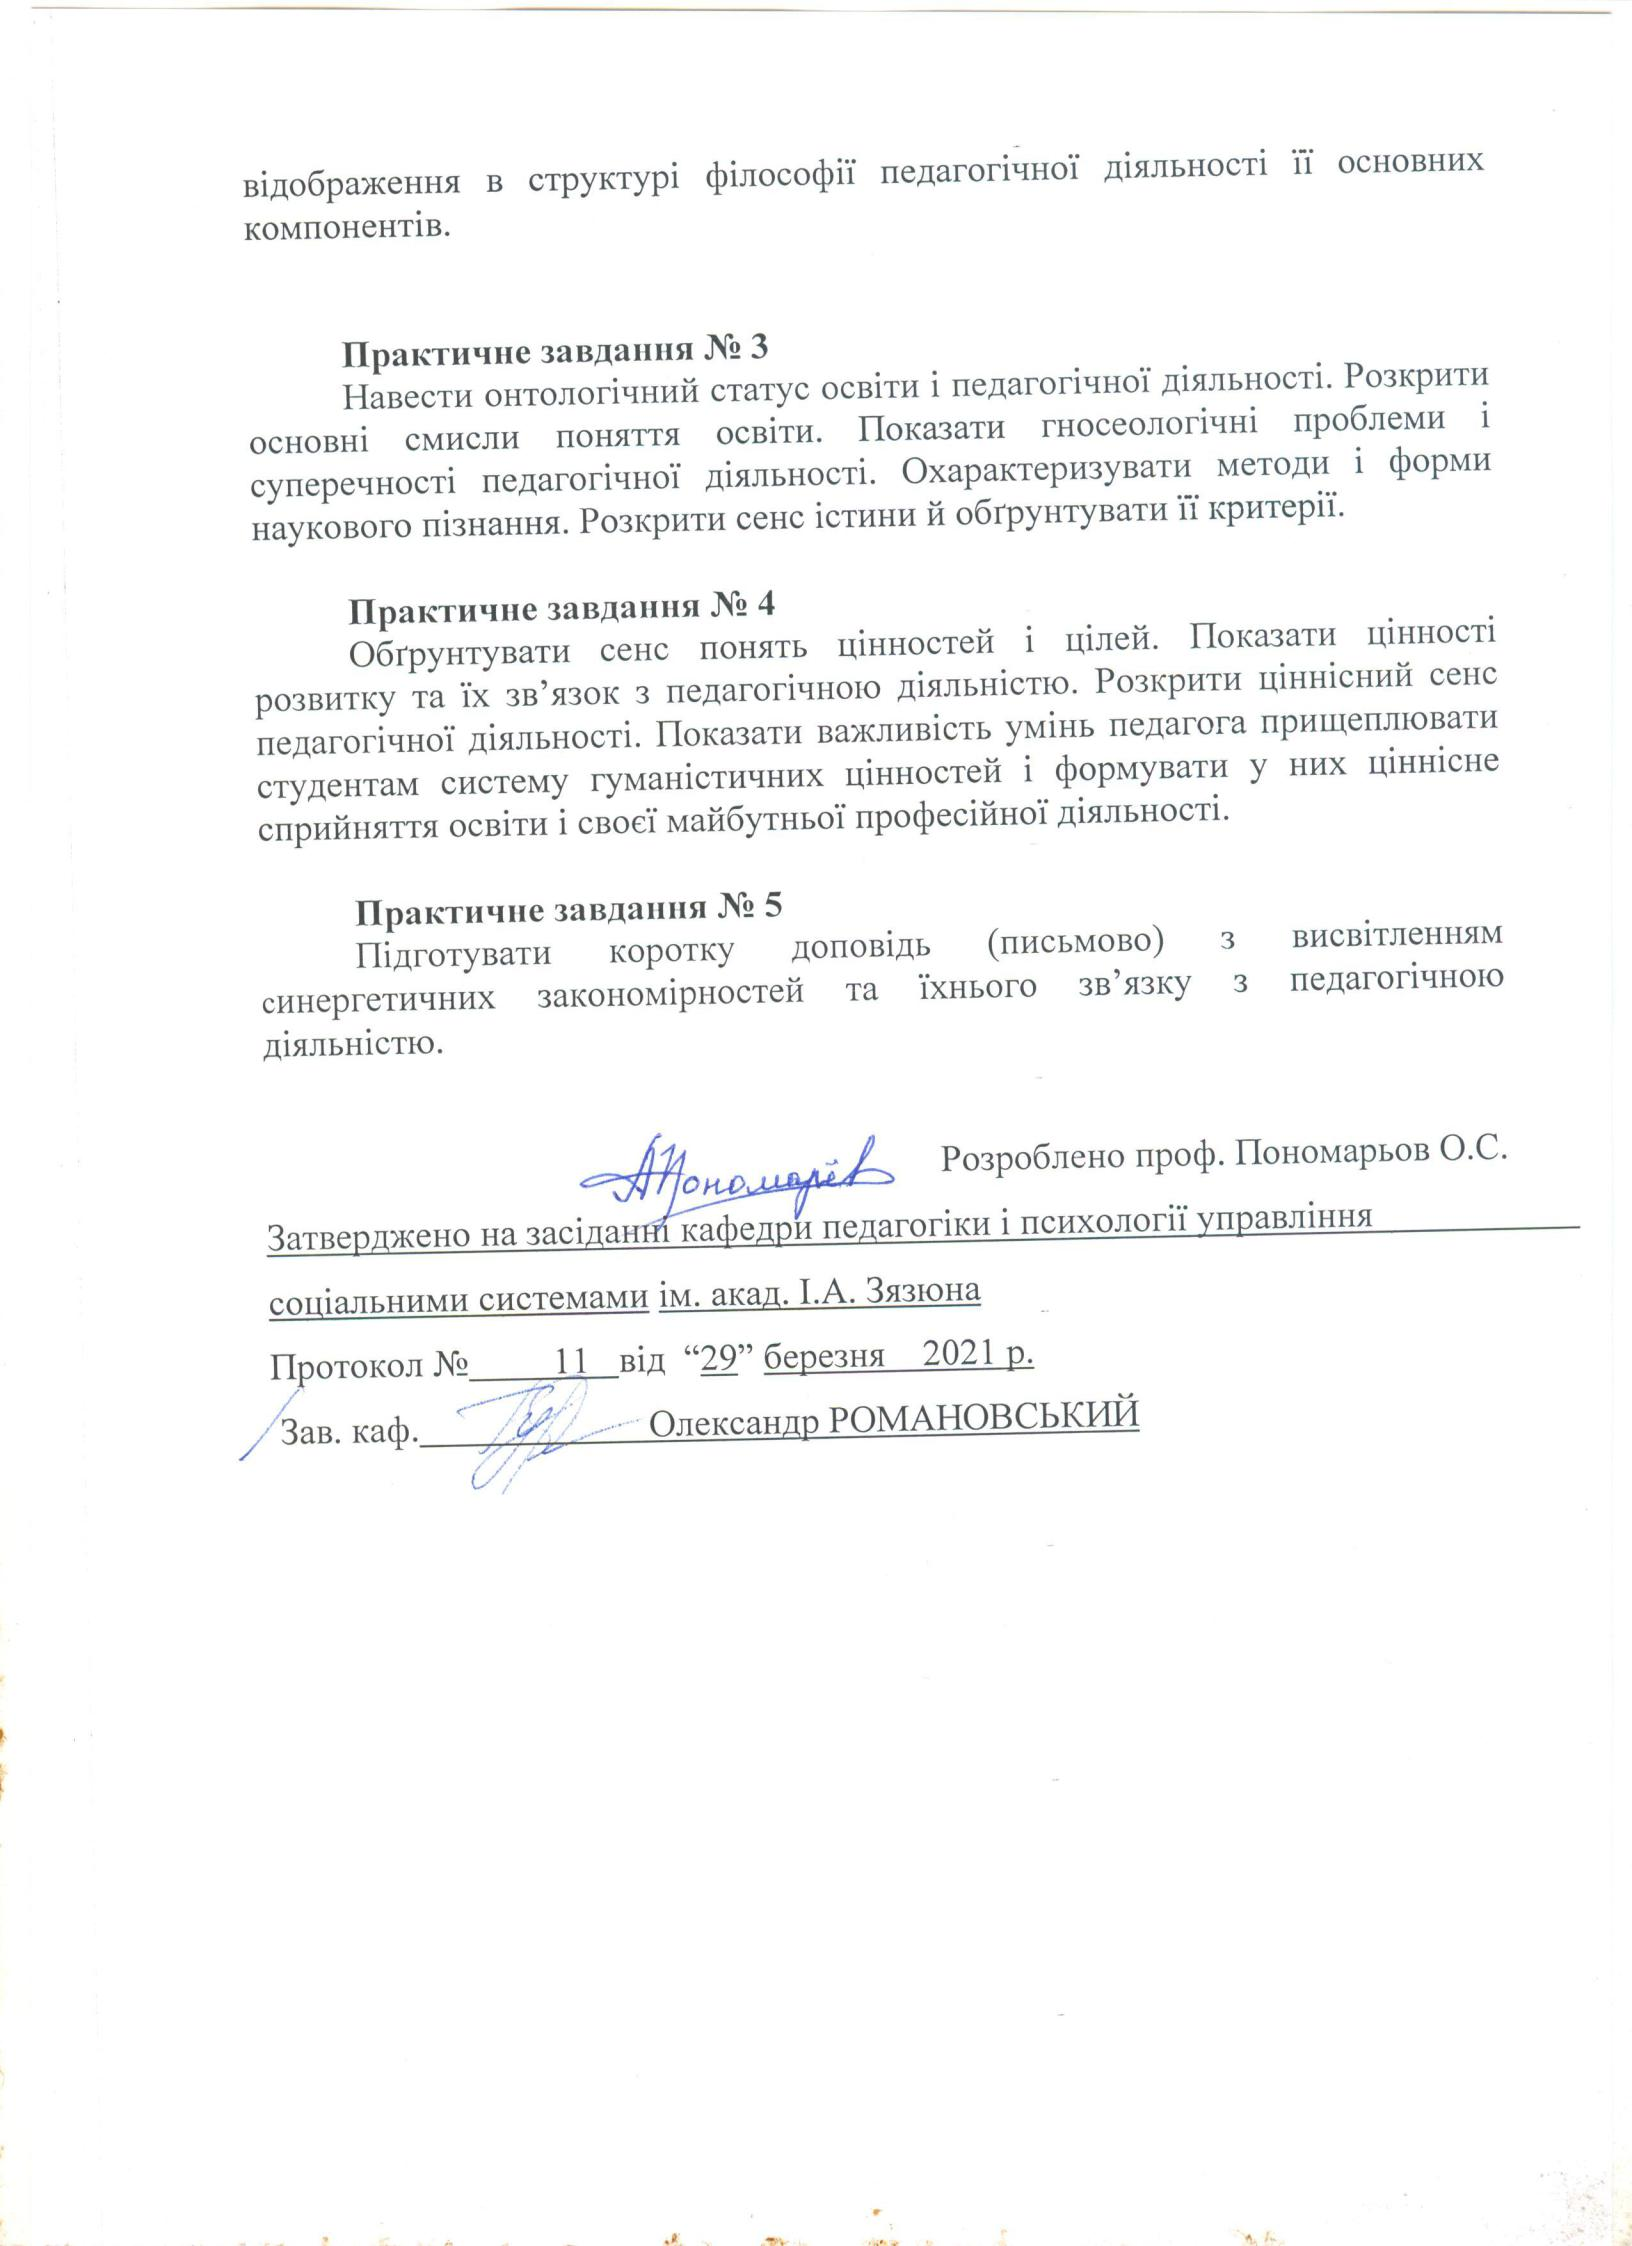 відображення в структурі філософії педагогічної діяльності її основних
компонентів.
Практичне завдання № 3
Навести онтологічний статус освіти і педагогічної діяльності. Розкрити
основні смисли поняття освіти. Показати гносеологічні проблеми і
суперечності педагогічної діяльності. Охарактеризувати методи і форми
наукового пізнання. Розкрити сенс істини й обґрунтувати її критерії.
Практичне завдання № 4
Обґрунтувати сенс понять цінностей і цілей. Показати цінності
розвитку та їх зв’язок з педагогічною діяльністю. Розкрити ціннісний сенс
педагогічної діяльності. Показати важливість умінь педагога прищеплювати
студентам систему гуманістичних цінностей і формувати у них ціннісне
сприйняття освіти і своєї майбутньої професійної діяльності.
Практичне завдання № 5
Підготувати коротку доповідь (письмово) з висвітленням
синергетичних закономірностей та їхнього зв’язку з педагогічною
діяльністю.
АПономарёв Розроблено проф. Пономарьов О.С.
Затверджено на засіданні кафедри педагогіки і психології управління
соціальними системами ім. акад. І.А. Зязюна
Протокол № 11 від “29” березня 2021 р.
Зав. каф. Олександр РОМАНОВСЬКИЙ